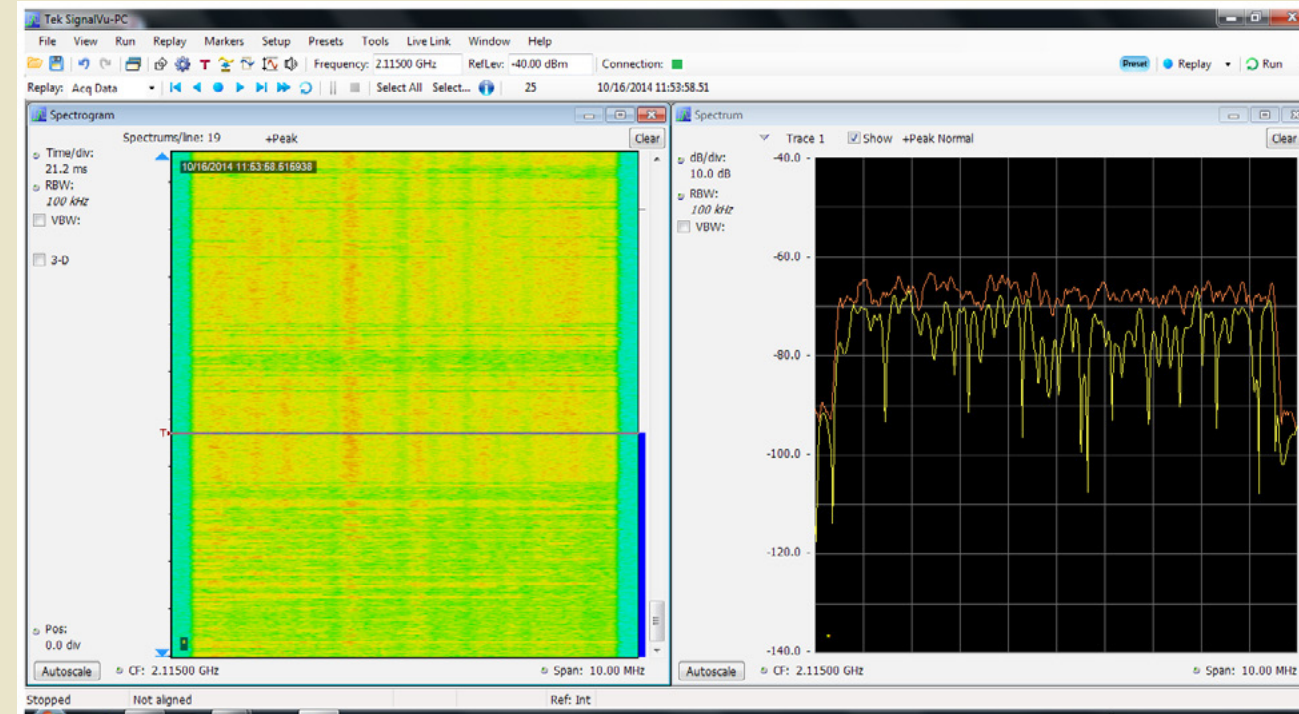 Tek SignalVu-PC
File View Run Replay Markers Setup Presets Tools Live Link Window Help
T Frequency: 2.11500 GHz RefLev: -40.00 dBm Connection: Preset Replay Run
Replay: Acq Data Select All Select... 25 10/16/2014 11:53:58.51
Spectrogram
Spectrums/line: 19 +Peak Clear
Time/div:
21.2 ms
RBW:
100 kHz
VBW:
3-D
10/16/2014 11:53:58.516938
T
Pos:
0.0 div
Autoscale CF: 2.11500 GHz Span: 10.00 MHz
Spectrum
Trace 1 Show +Peak Normal Clear
dB/div:
10.0 dB
RBW:
100 kHz
VBW:
-40.0
-60.0
-80.0
-100.0
-120.0
-140.0
Autoscale CF: 2.11500 GHz Span: 10.00 MHz
Stopped Not aligned Ref: Int